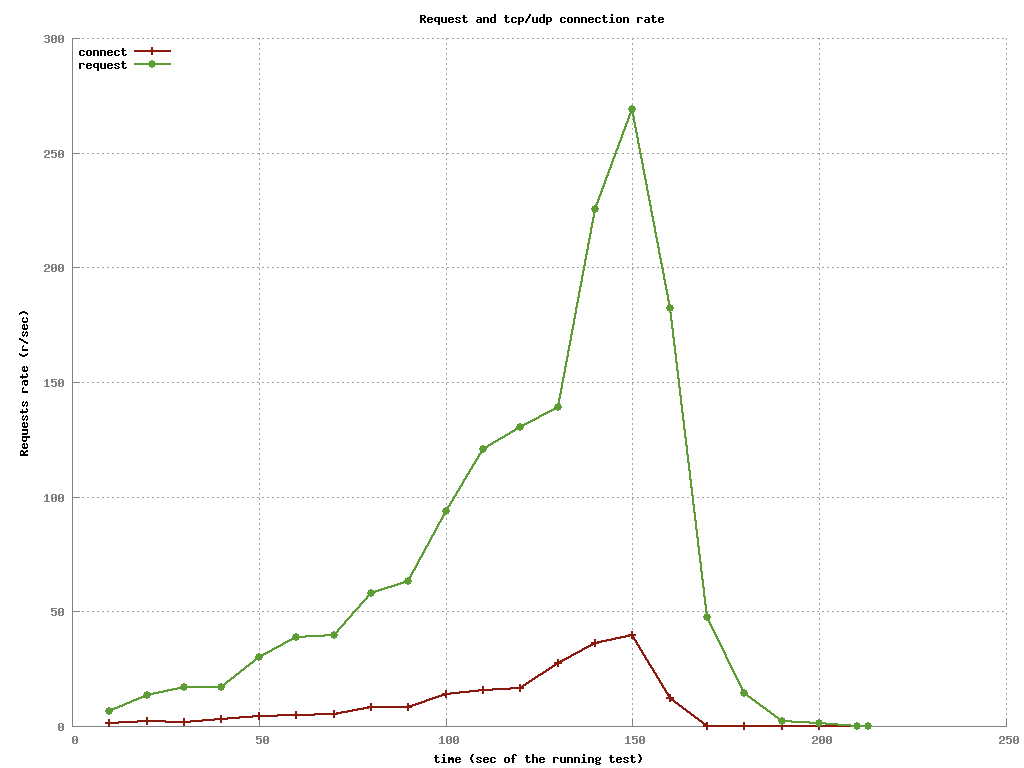 Request and tcp/udp connection rate
300
connect
request
250
200
150
100
50
0
Requests rate (r/sec)
0 50 100 150 200 250
time (sec of the running test)